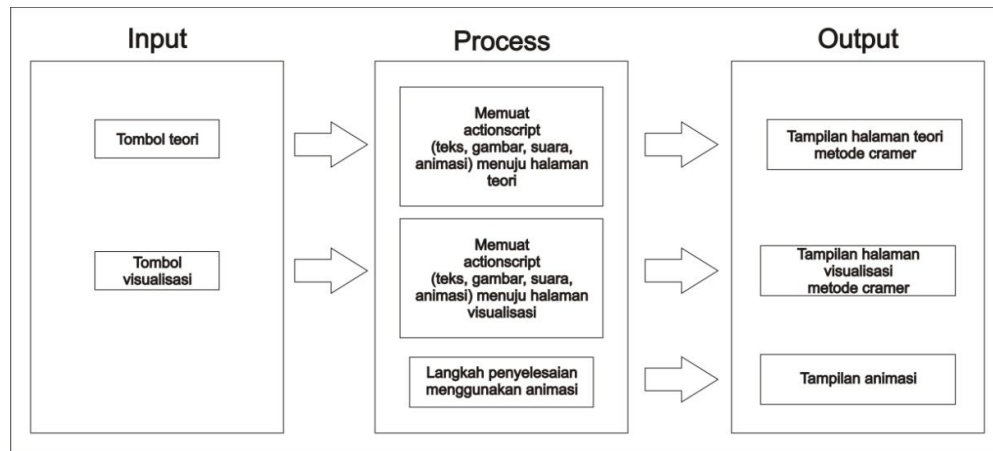 Input
Process
Output
Tombol teori
Memuat
actionscript
(teks, gambar, suara,
animasi) menuju halaman
teori
Tampilan halaman teori
metode cramer
Tombol
visualisasi
Memuat
actionscript
(teks, gambar, suara,
animasi) menuju halaman
visualisasi
Tampilan halaman
visualisasi
metode cramer
Langkah penyelesaian
menggunakan animasi
Tampilan animasi